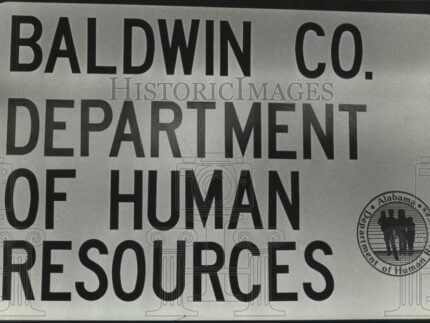 BALDWIN CO.
HISTORICIMAGES
DEPARTMENT
OF HUMAN
RESOURCES
Alabama
Department of Human